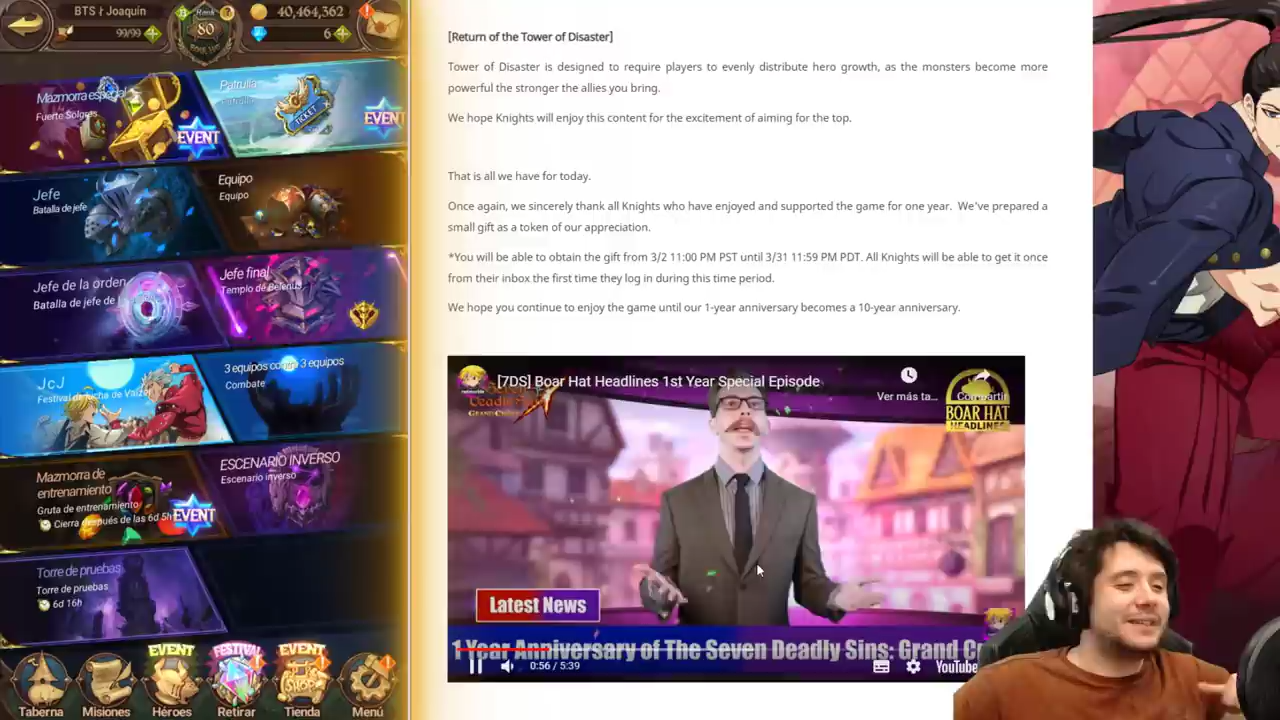 BTS ⚕ Joaquin
Rank
80
40,464,362
99/99
6
Mazmorra especial
Fuerte Solgres
EVENT
Patrulla
Patrulla
TICKET
EVENT
Jefe
Batalla de jefe
Equipo
Equipo
Jefe de la orden
Batalla de jefe de l
Jefe final
Templo de Belenus
JcJ
Festival de lucha de Vaizel
3 equipos contra 3 equipos
Combate
Mazmorra de
entrenamiento
Gruta de entrenamiento
Cierra después de las 6d 5h
EVENT
ESCENARIO INVERSO
Escenario inverso
Torre de pruebas
Torre de pruebas
6d 16h
EVENT
FESTIVAL
EVENT
SHOP
Taberna
Misiones
Héroes
Retirar
Tienda
Menú
[Return of the Tower of Disaster]
Tower of Disaster is designed to require players to evenly distribute hero growth, as the monsters become more
powerful the stronger the allies you bring.
We hope Knights will enjoy this content for the excitement of aiming for the top.
That is all we have for today.
Once again, we sincerely thank all Knights who have enjoyed and supported the game for one year. We've prepared a
small gift as a token of our appreciation.
*You will be able to obtain the gift from 3/2 11:00 PM PST until 3/31 11:59 PM PDT. All Knights will be able to get it once
from their inbox the first time they log in during this time period.
We hope you continue to enjoy the game until our 1-year anniversary becomes a 10-year anniversary.
[7DS] Boar Hat Headlines 1st Year Special Episode
Ver más ta...
Compartir
BOAR HAT
HEADLINES
Latest News
1 Year Anniversary of The Seven Deadly Sins: Grand C
0:56 / 5:39
YouTube